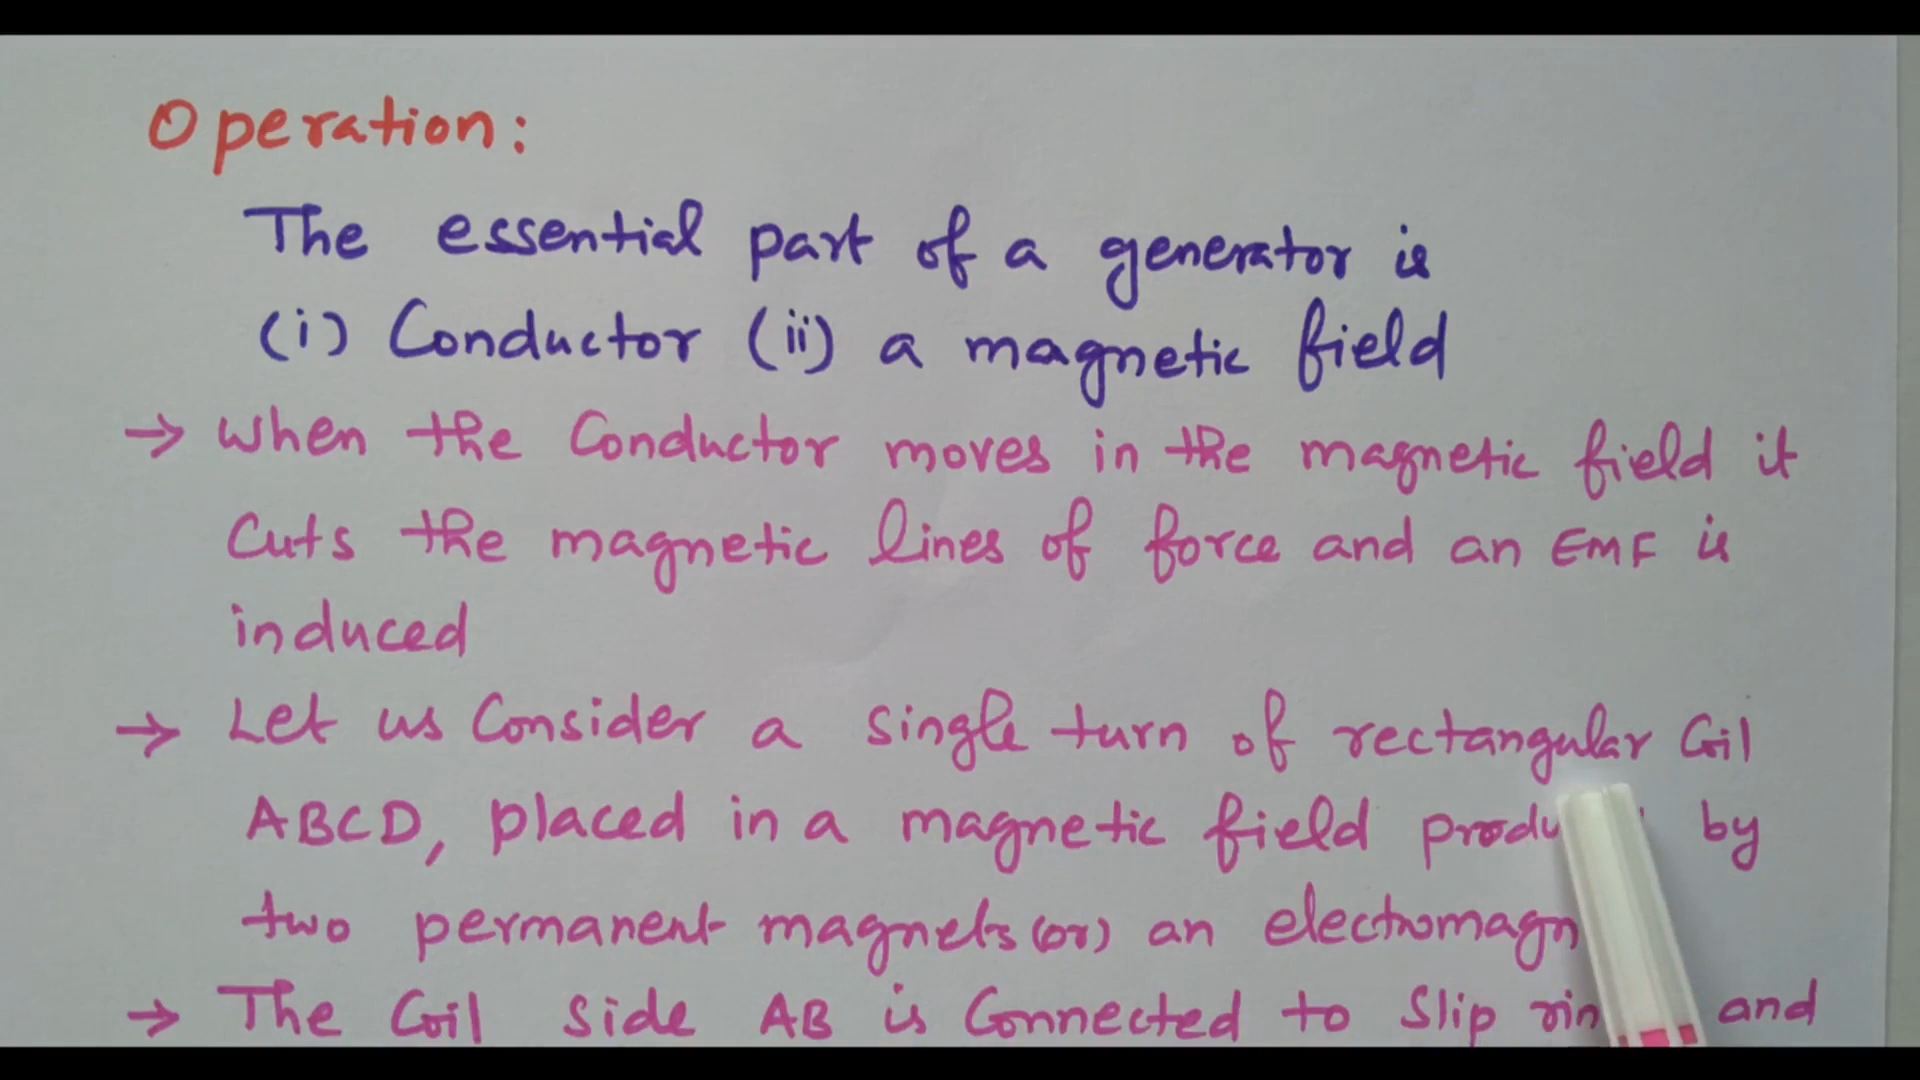 Operation:
The essential part of a generator is
(i) Conductor (ii) a magnetic field
→ When the Conductor moves in the magnetic field it
Cuts the magnetic lines of force and an EMF is
induced
→ Let us Consider a single turn of rectangular Coil
ABCD, placed in a magnetic field by
two permanent magnets (or) an
→ The Coil side AB is Connected to Slip and